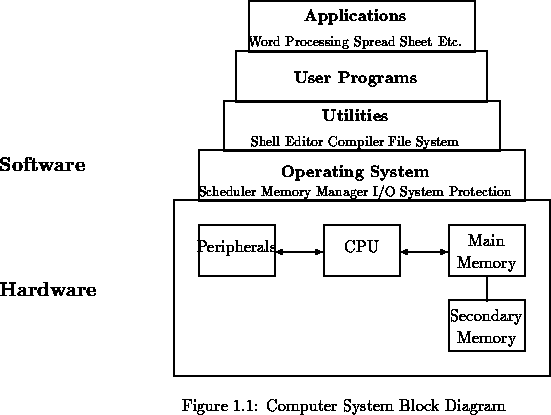 Applications
Word Processing Spread Sheet Etc.
User Programs
Utilities
Shell Editor Compiler File System
Software
Operating System
Scheduler Memory Manager I/O System Protection
Peripherals
CPU
Main
Memory
Hardware
Secondary
Memory
Figure 1.1: Computer System Block Diagram